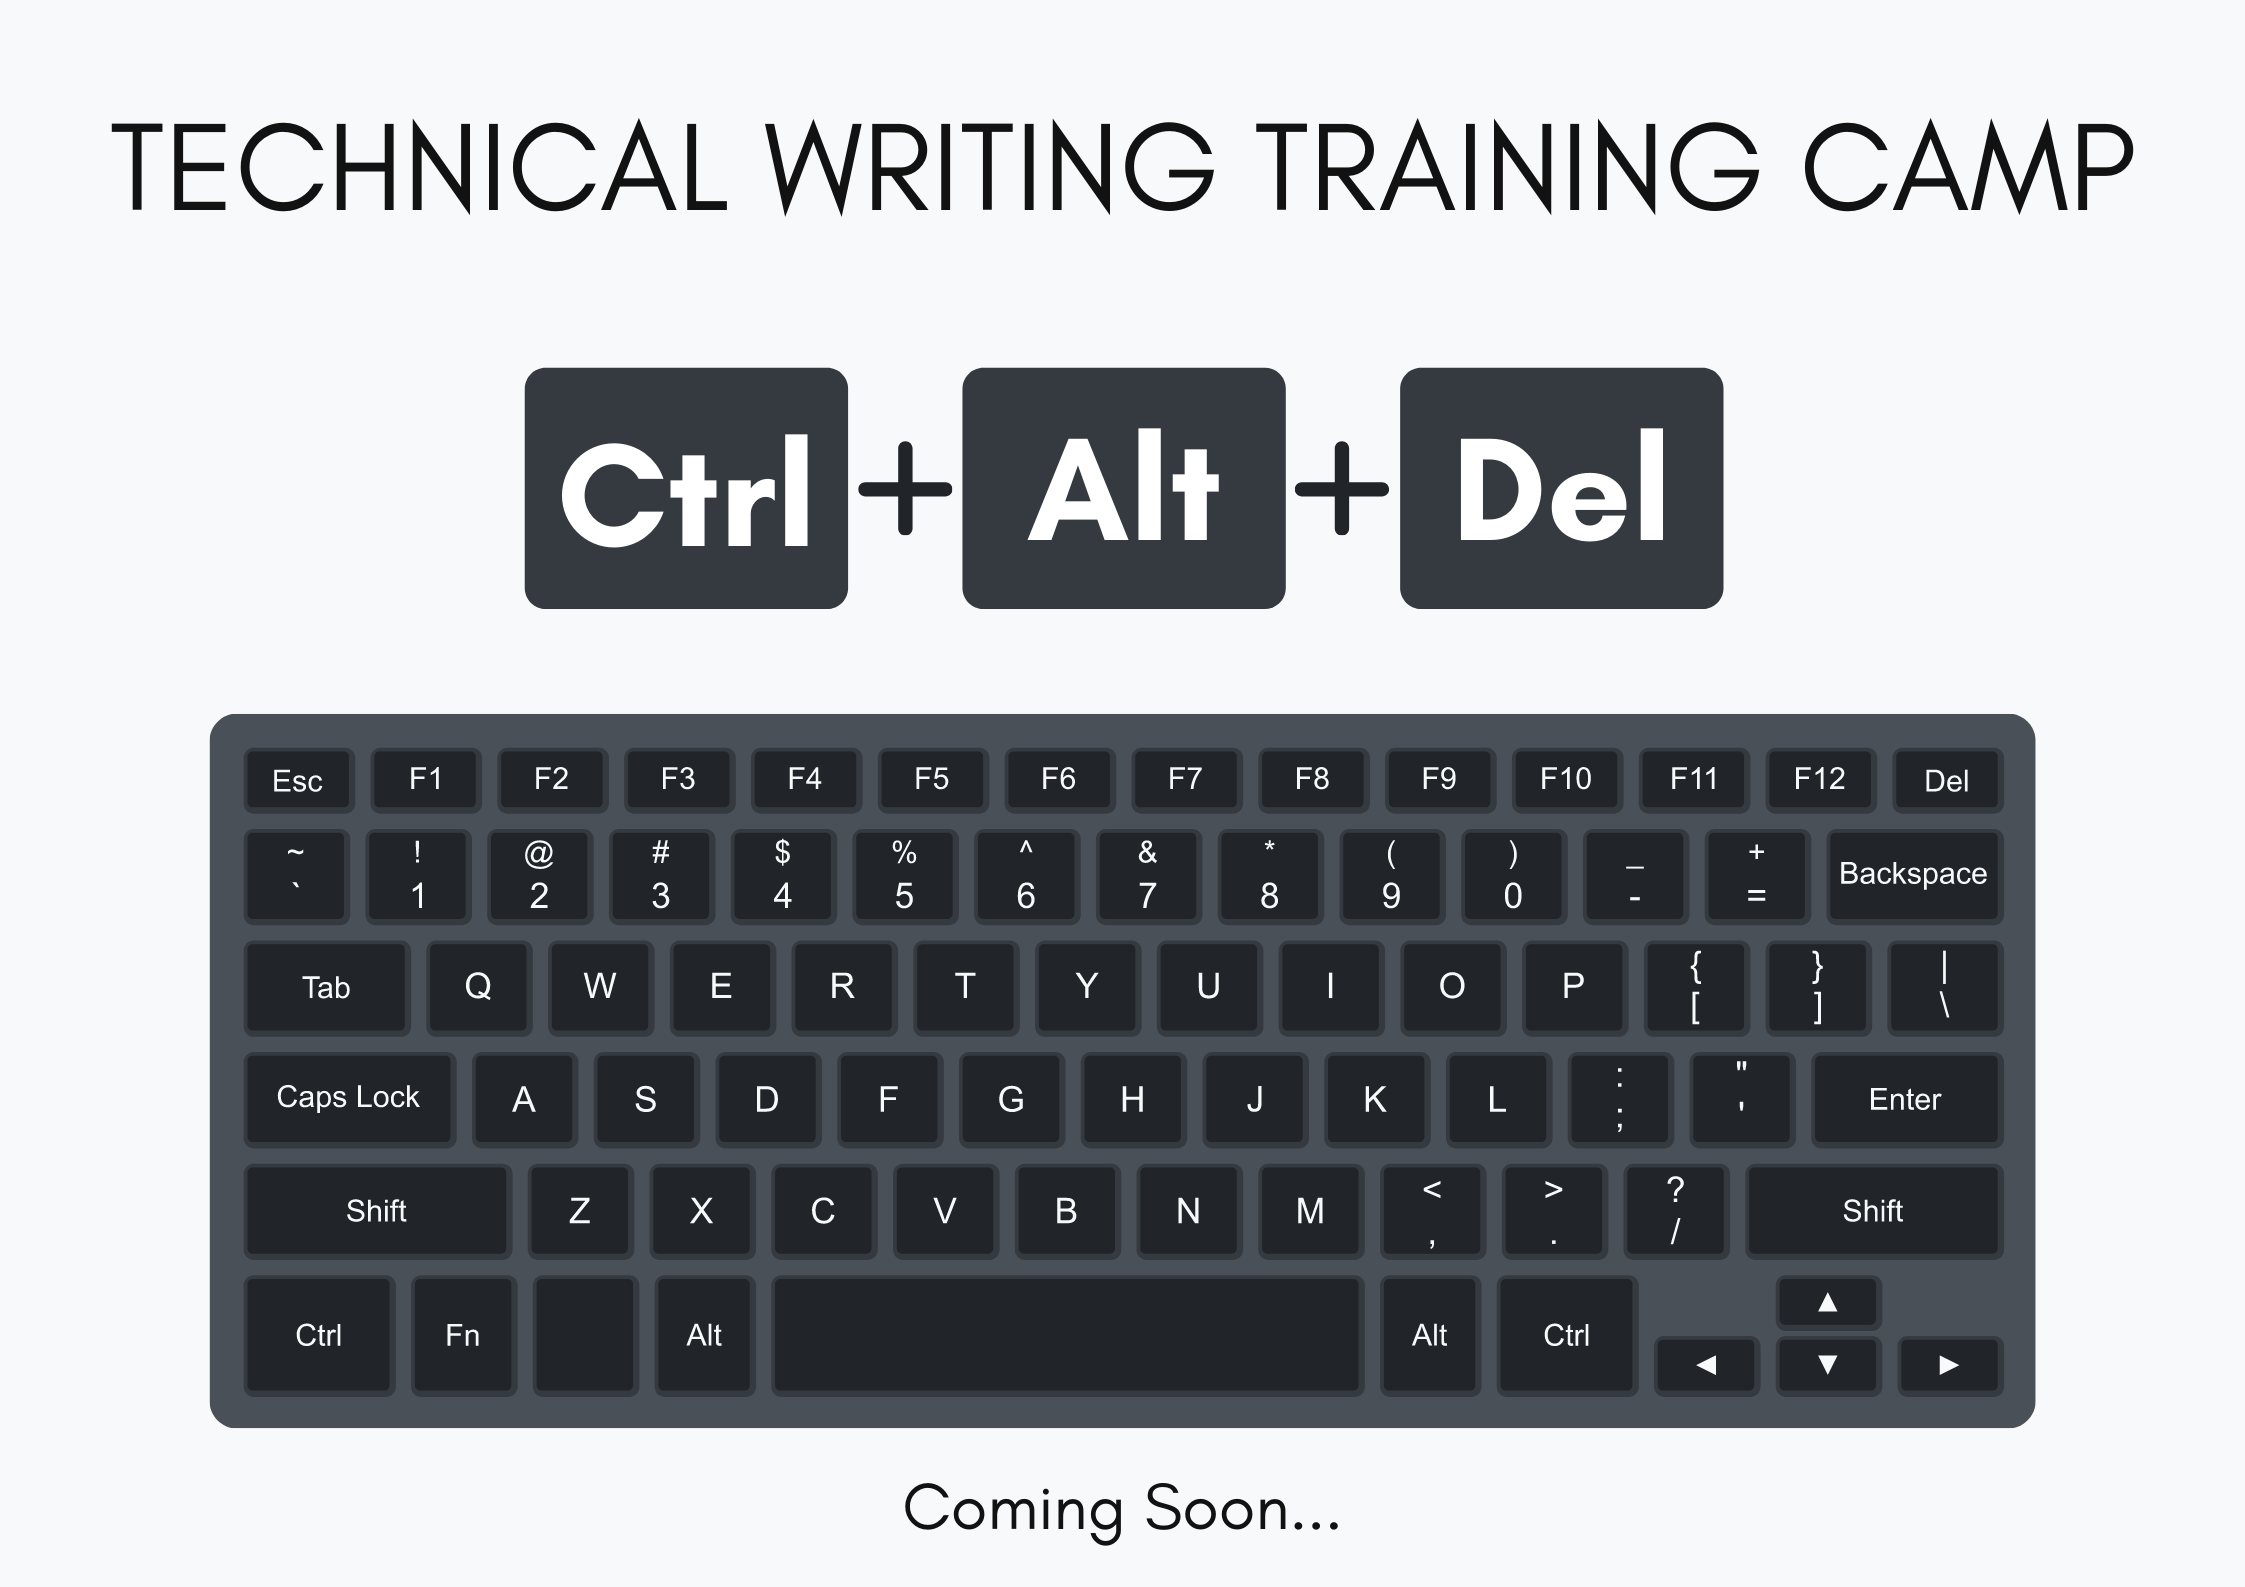 TECHNICAL WRITING TRAINING CAMP
Ctrl + Alt + Del
Esc F1 F2 F3 F4 F5 F6 F7 F8 F9 F10 F11 F12 Del
~ ! @ # $ % ^ & * ( ) _ +
` 1 2 3 4 5 6 7 8 9 0 - = Backspace
{ } |
Tab Q W E R T Y U I O P [ ] \
: "
Caps Lock A S D F G H J K L ; ' Enter
< > ?
Shift Z X C V B N M , . / Shift
▲
Ctrl Fn Alt Alt Ctrl ◄ ▼ ►
Coming Soon...